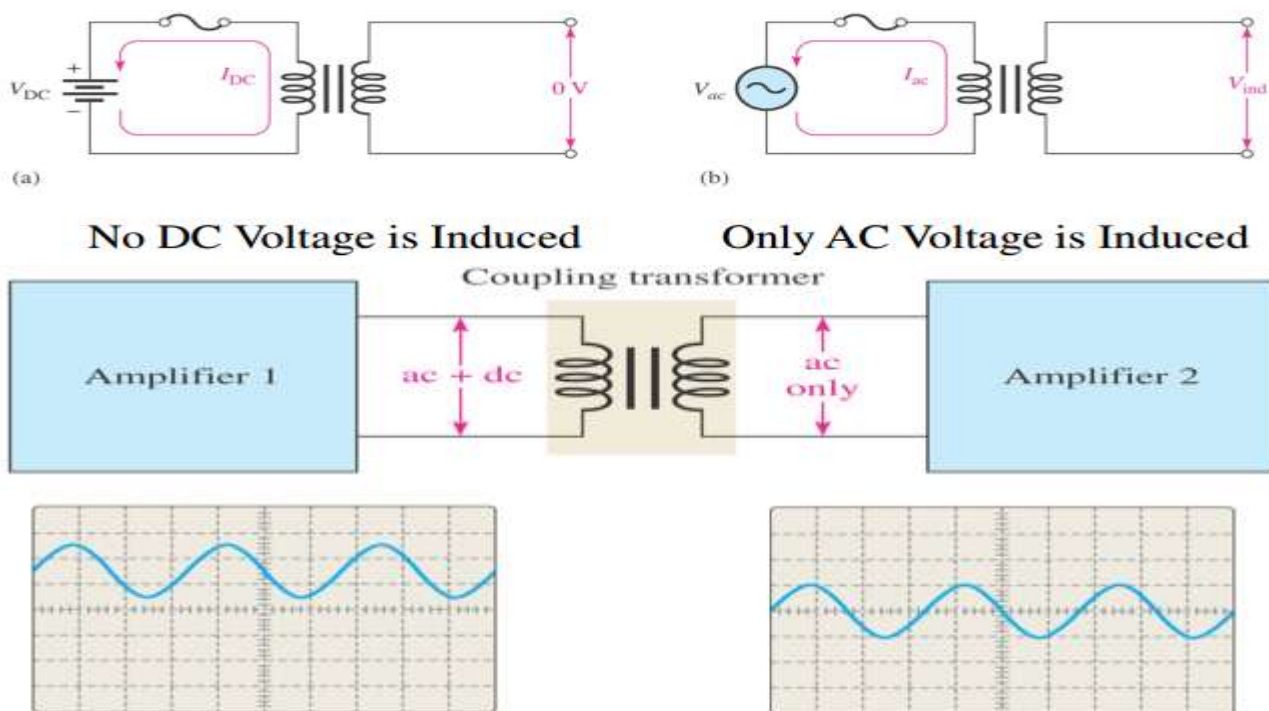 +
V_DC
−
I_DC
0 V
(a)
V_ac
I_ac
V_ind
(b)
No DC Voltage is Induced
Only AC Voltage is Induced
Coupling transformer
Amplifier 1
ac + dc
ac
only
Amplifier 2